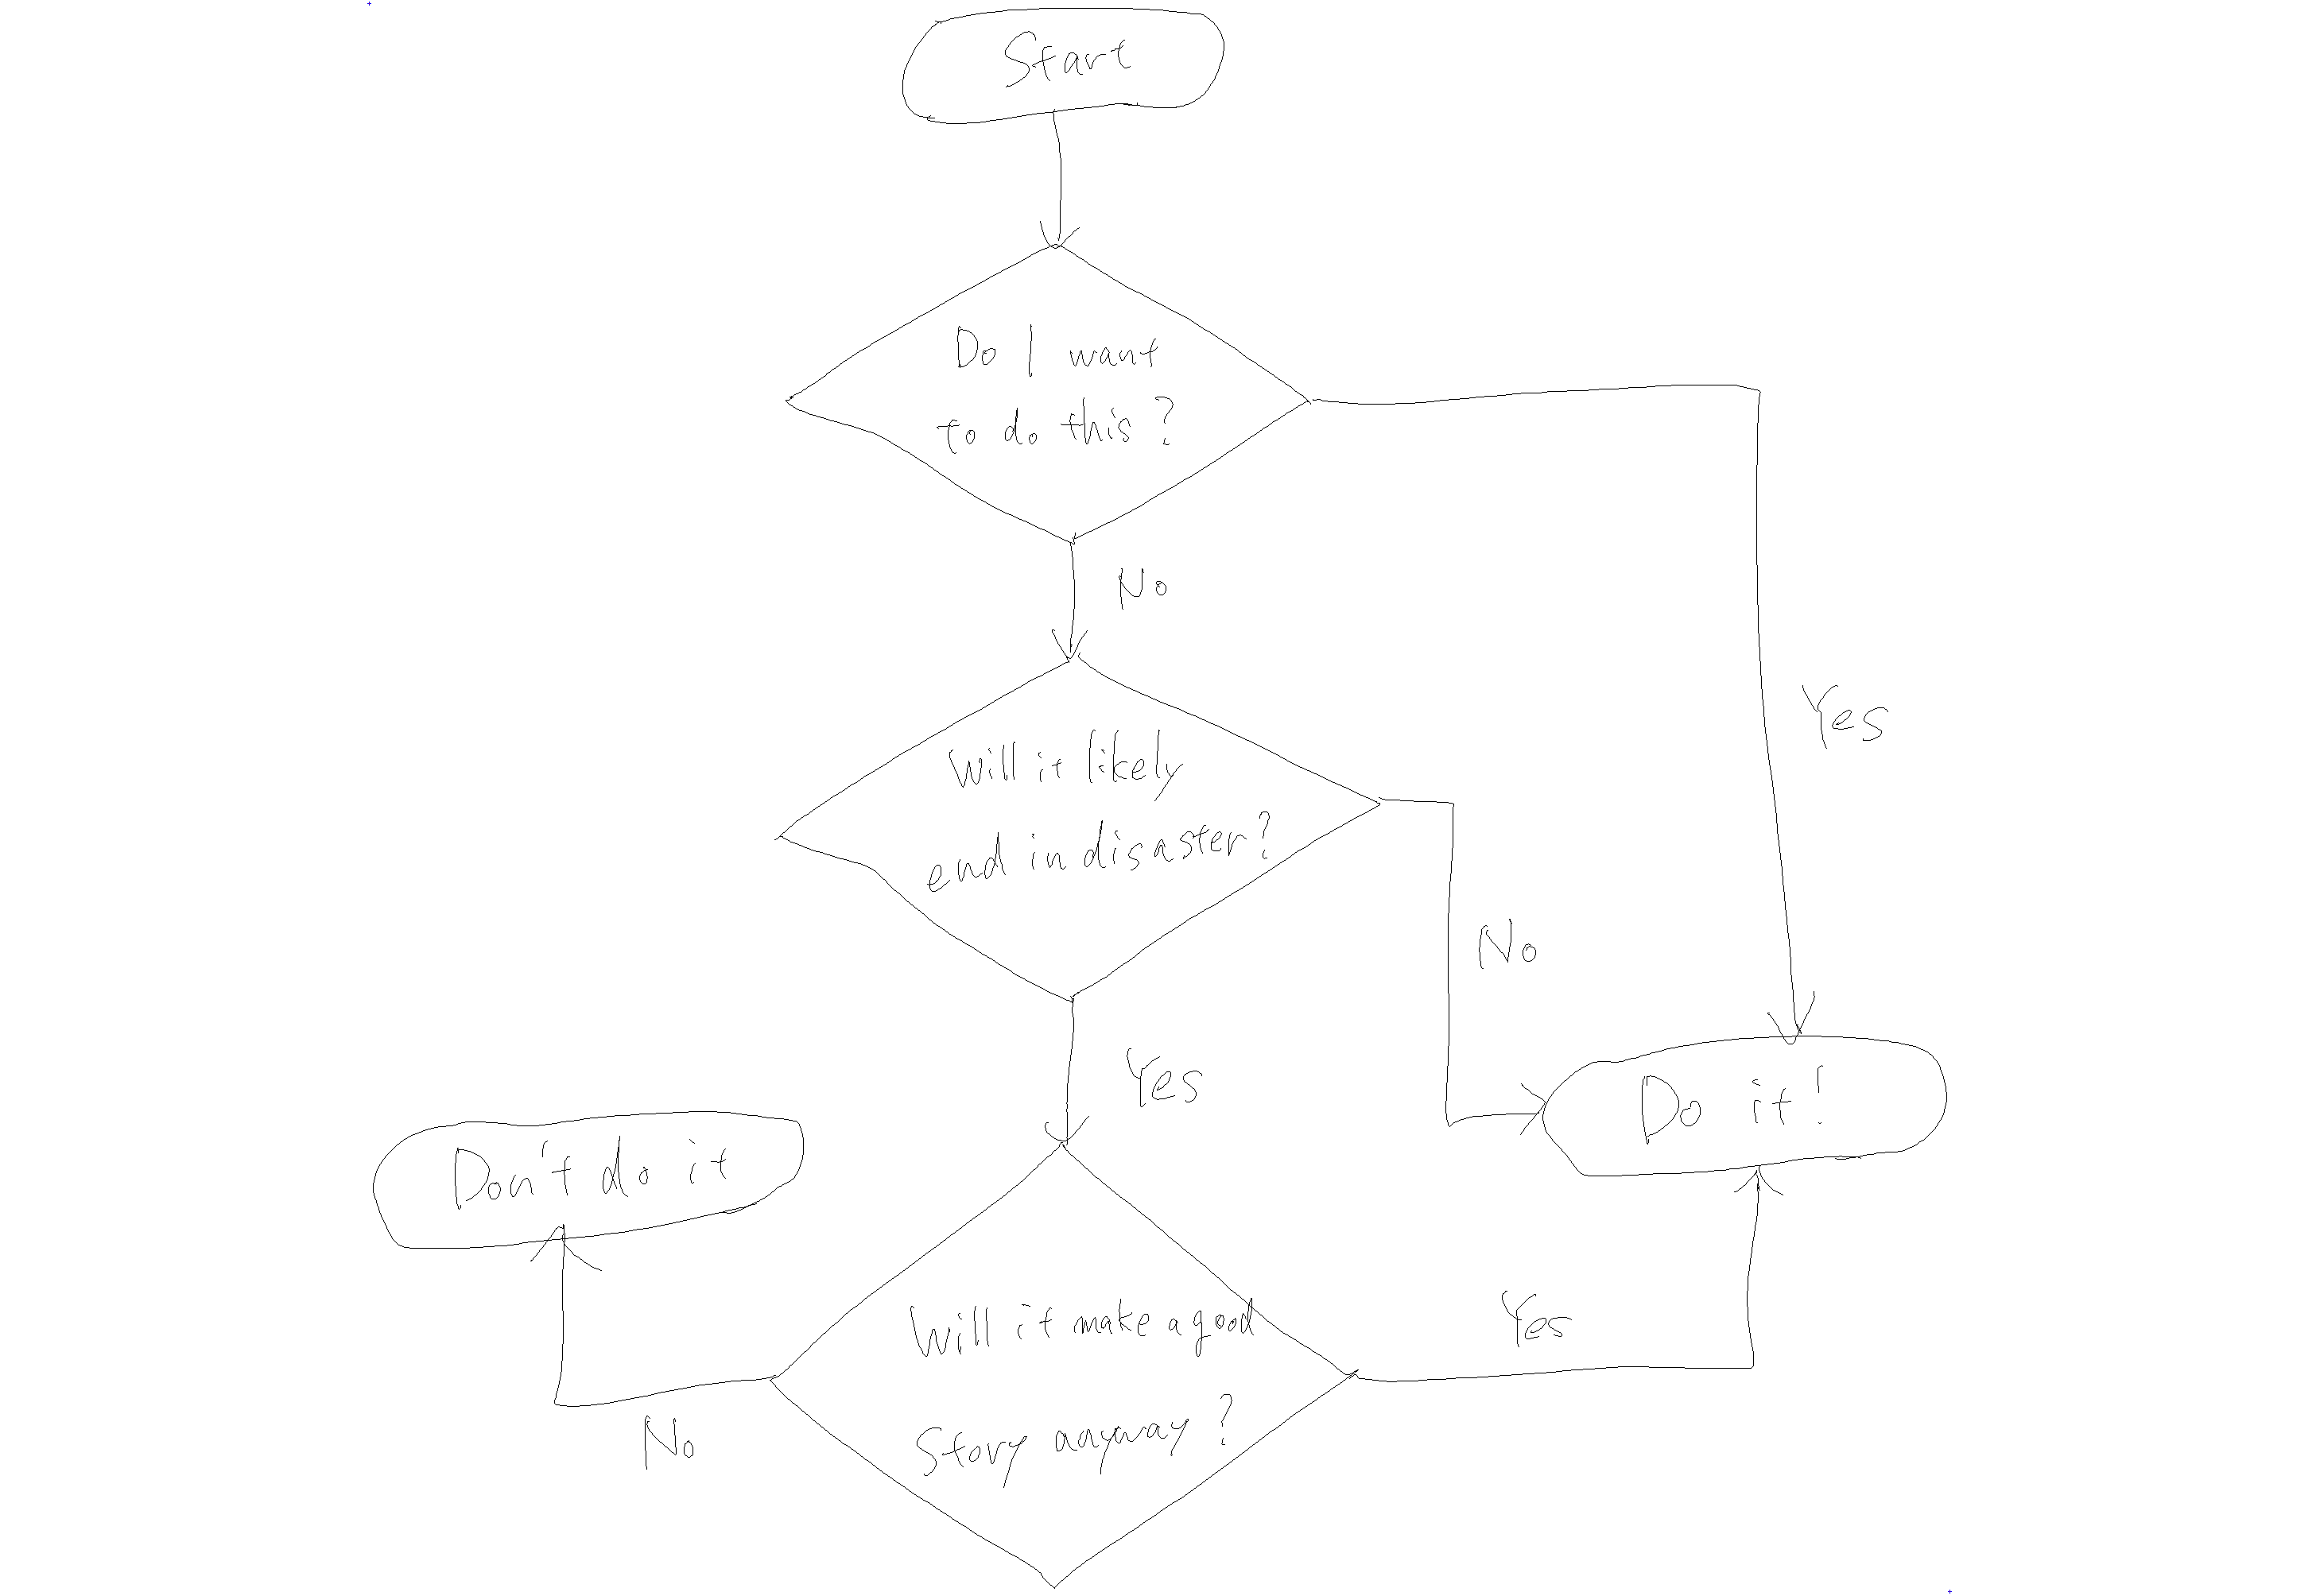 Start
Do I want
to do this?
No
Yes
Will it likely
end in disaster?
No
Yes
Do it!
Don't do it
Will it make a good
Story anyway?
Yes
No